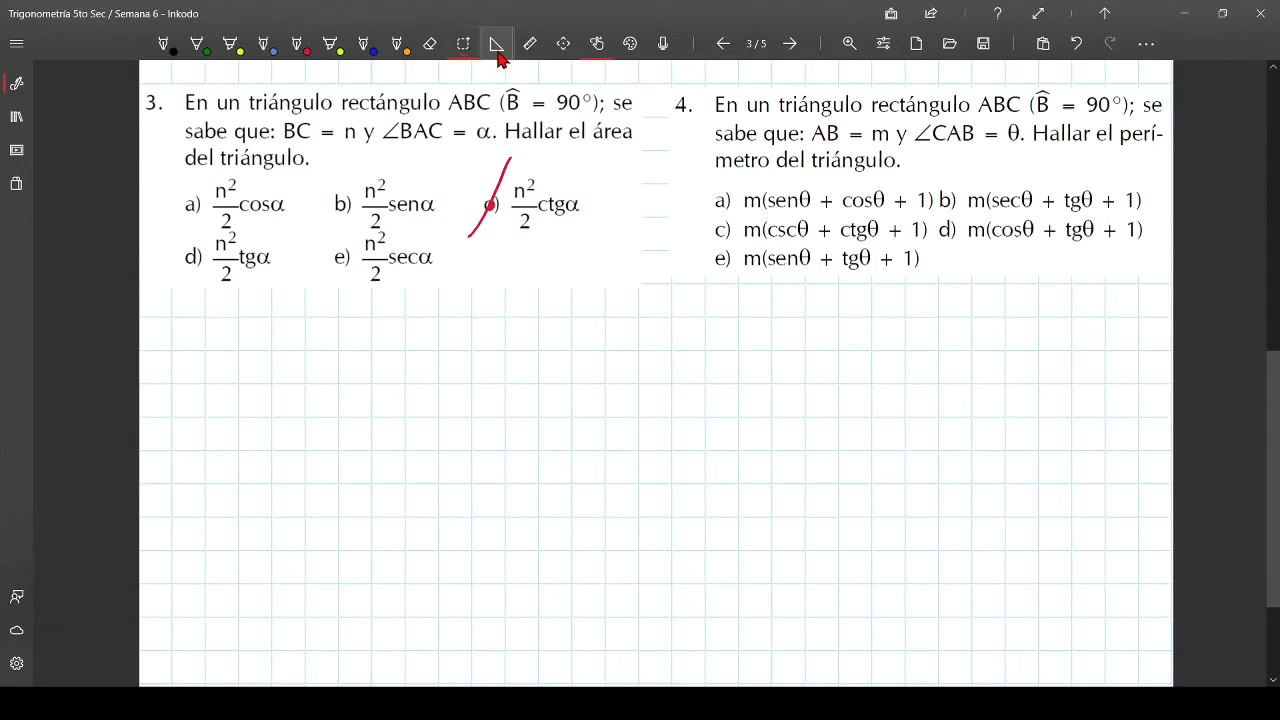 Trigonometría 5to Sec / Semana 6 - Inkodo
3 / 5
3. En un triángulo rectángulo ABC (B̂ = 90°); se
sabe que: BC = n y ∠BAC = α. Hallar el área
del triángulo.
a) n²/2 cosα b) n²/2 senα c) n²/2 ctgα
d) n²/2 tgα e) n²/2 secα
4. En un triángulo rectángulo ABC (B̂ = 90°); se
sabe que: AB = m y ∠CAB = θ. Hallar el perí-
metro del triángulo.
a) m(senθ + cosθ + 1) b) m(secθ + tgθ + 1)
c) m(cscθ + ctgθ + 1) d) m(cosθ + tgθ + 1)
e) m(senθ + tgθ + 1)